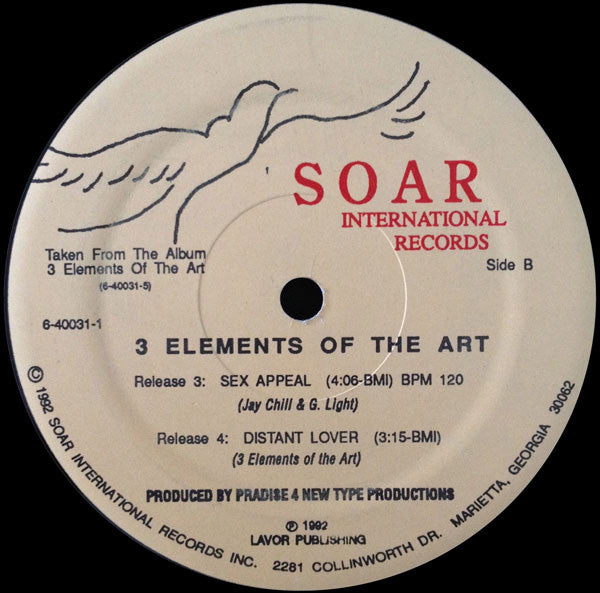 SOAR
INTERNATIONAL
RECORDS
Taken From The Album
3 Elements Of The Art
(6-40031-5)
Side B
6-40031-1
3 ELEMENTS OF THE ART
Release 3: SEX APPEAL (4:06-BMI) BPM 120
(Jay Chill & G. Light)
Release 4: DISTANT LOVER (3:15-BMI)
(3 Elements of the Art)
PRODUCED BY PRADISE 4 NEW TYPE PRODUCTIONS
℗ 1992
LAVOR PUBLISHING
© 1992 SOAR INTERNATIONAL RECORDS INC. 2281 COLLINWORTH DR. MARIETTA, GEORGIA 30062